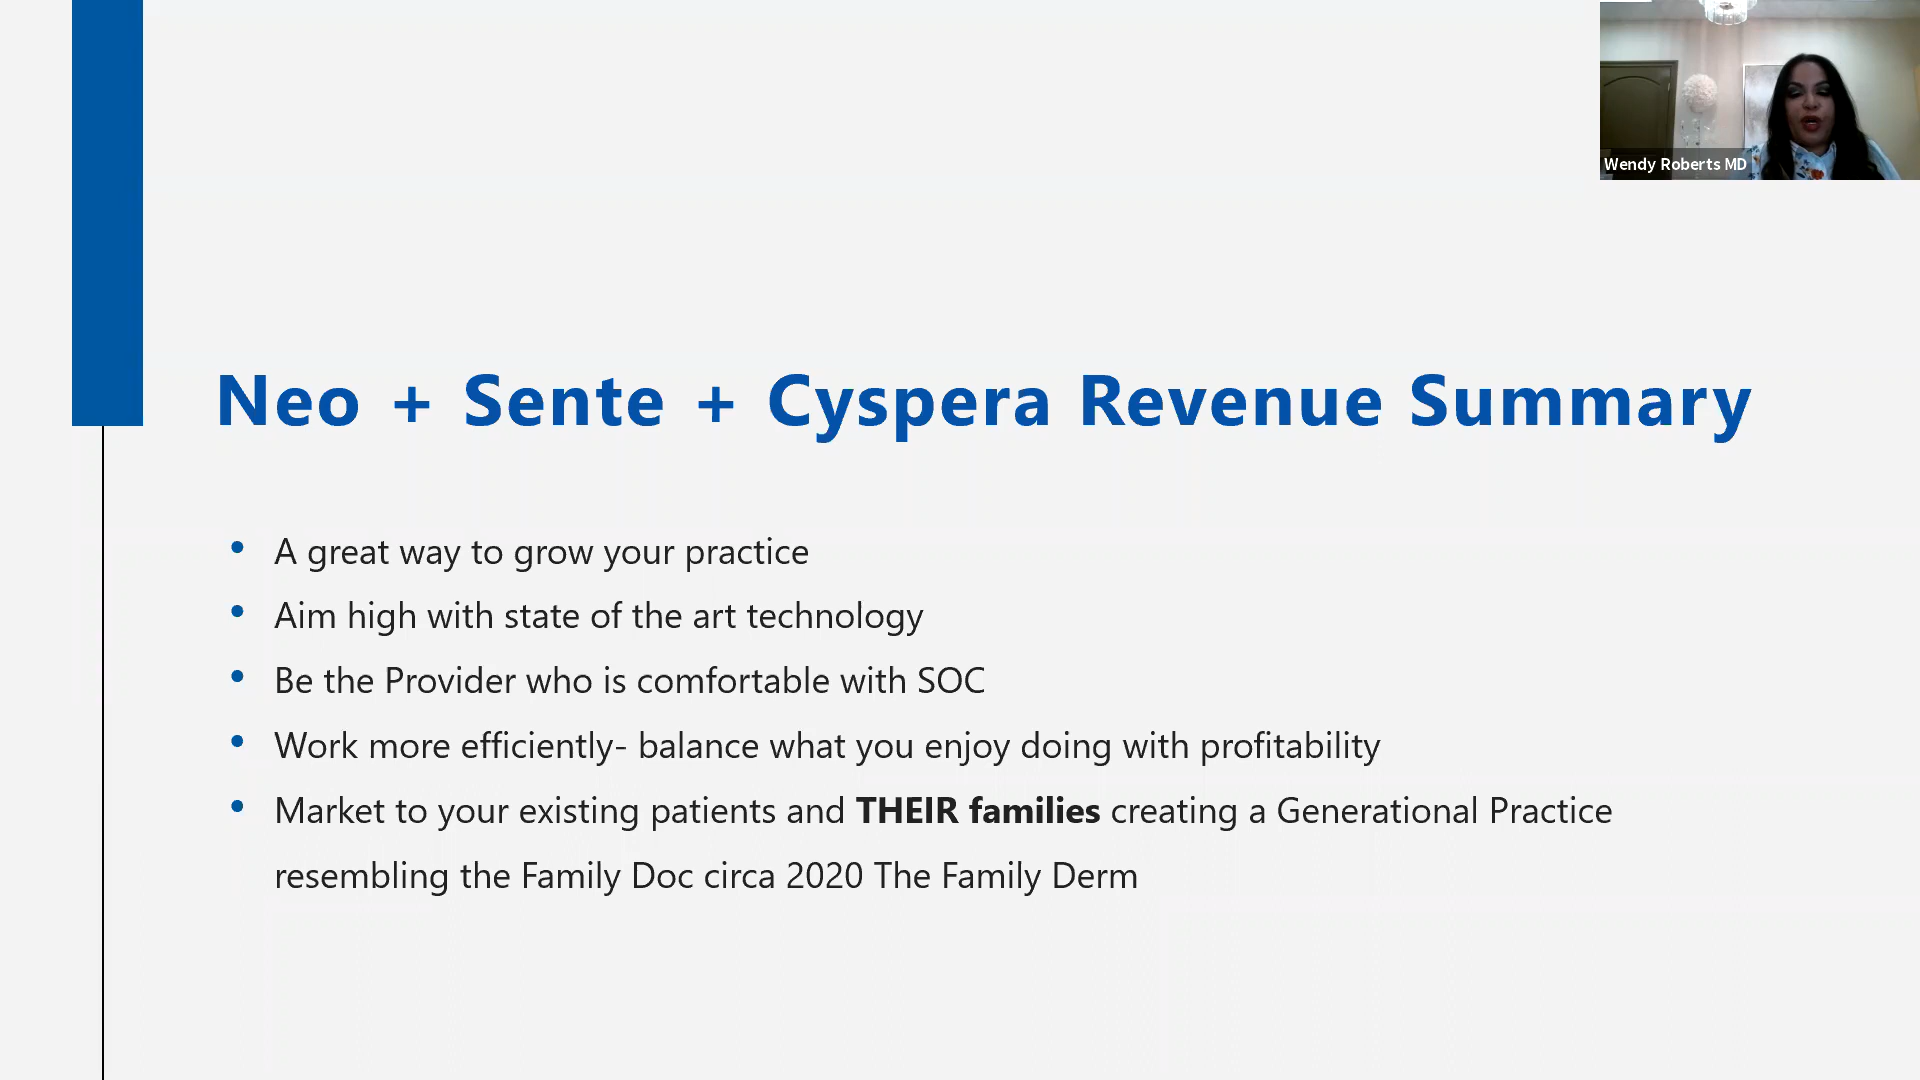 Wendy Roberts MD
Neo + Sente + Cyspera Revenue Summary
• A great way to grow your practice
• Aim high with state of the art technology
• Be the Provider who is comfortable with SOC
• Work more efficiently- balance what you enjoy doing with profitability
• Market to your existing patients and THEIR families creating a Generational Practice
resembling the Family Doc circa 2020 The Family Derm